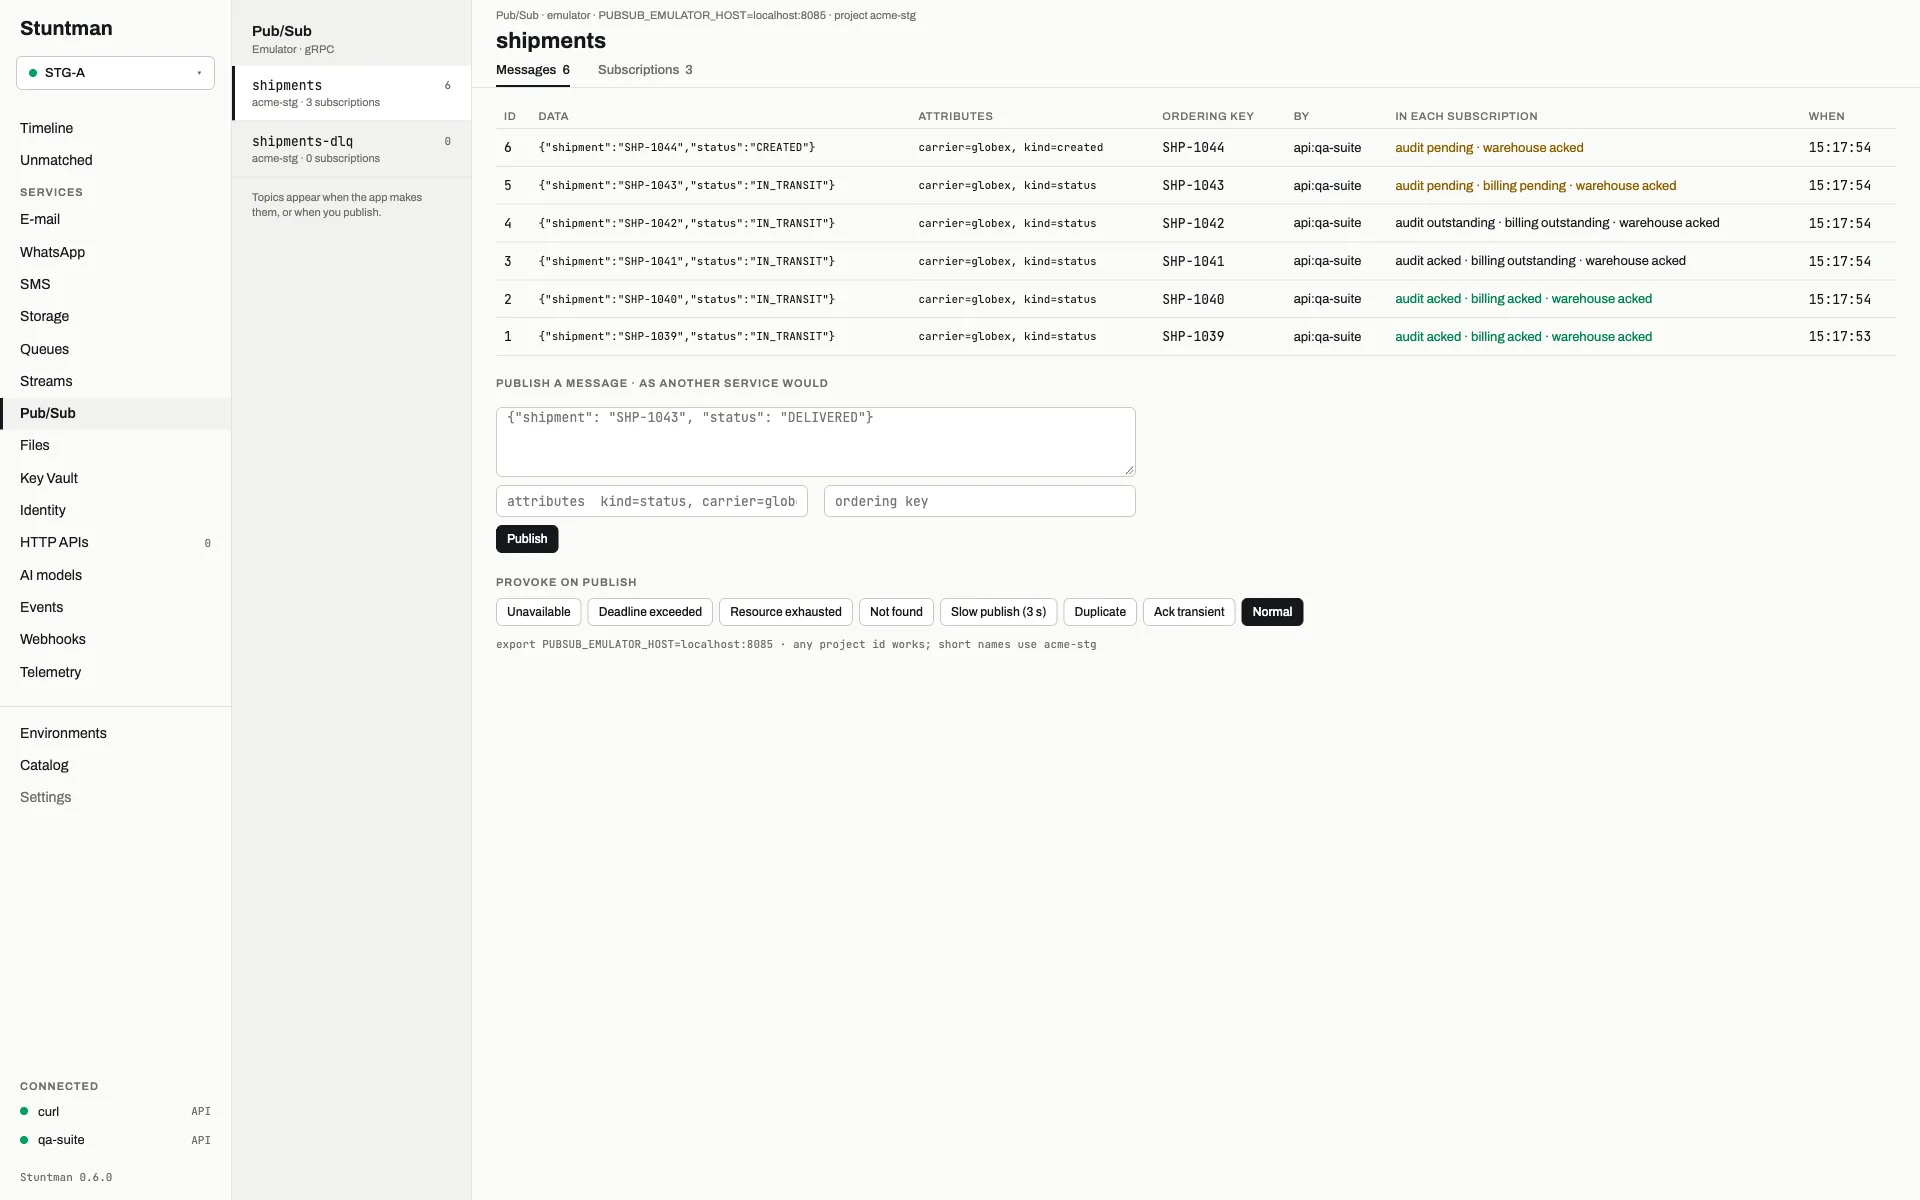 Stuntman
STG-A
Timeline
Unmatched
SERVICES
E-mail
WhatsApp
SMS
Storage
Queues
Streams
Pub/Sub
Files
Key Vault
Identity
HTTP APIs 0
AI models
Events
Webhooks
Telemetry
Environments
Catalog
Settings
CONNECTED
curl API
qa-suite API
Stuntman 0.6.0
Pub/Sub
Emulator · gRPC
shipments 6
acme-stg · 3 subscriptions
shipments-dlq 0
acme-stg · 0 subscriptions
Topics appear when the app makes
them, or when you publish.
Pub/Sub · emulator · PUBSUB_EMULATOR_HOST=localhost:8085 · project acme-stg
shipments
Messages 6 Subscriptions 3
ID DATA ATTRIBUTES ORDERING KEY BY IN EACH SUBSCRIPTION WHEN
6 {"shipment":"SHP-1044","status":"CREATED"} carrier=globex, kind=created SHP-1044 api:qa-suite audit pending · warehouse acked 15:17:54
5 {"shipment":"SHP-1043","status":"IN_TRANSIT"} carrier=globex, kind=status SHP-1043 api:qa-suite audit pending · billing pending · warehouse acked 15:17:54
4 {"shipment":"SHP-1042","status":"IN_TRANSIT"} carrier=globex, kind=status SHP-1042 api:qa-suite audit outstanding · billing outstanding · warehouse acked 15:17:54
3 {"shipment":"SHP-1041","status":"IN_TRANSIT"} carrier=globex, kind=status SHP-1041 api:qa-suite audit acked · billing outstanding · warehouse acked 15:17:54
2 {"shipment":"SHP-1040","status":"IN_TRANSIT"} carrier=globex, kind=status SHP-1040 api:qa-suite audit acked · billing acked · warehouse acked 15:17:54
1 {"shipment":"SHP-1039","status":"IN_TRANSIT"} carrier=globex, kind=status SHP-1039 api:qa-suite audit acked · billing acked · warehouse acked 15:17:53
PUBLISH A MESSAGE · AS ANOTHER SERVICE WOULD
{"shipment": "SHP-1043", "status": "DELIVERED"}
attributes kind=status, carrier=glob ordering key
Publish
PROVOKE ON PUBLISH
Unavailable Deadline exceeded Resource exhausted Not found Slow publish (3 s) Duplicate Ack transient Normal
export PUBSUB_EMULATOR_HOST=localhost:8085 · any project id works; short names use acme-stg